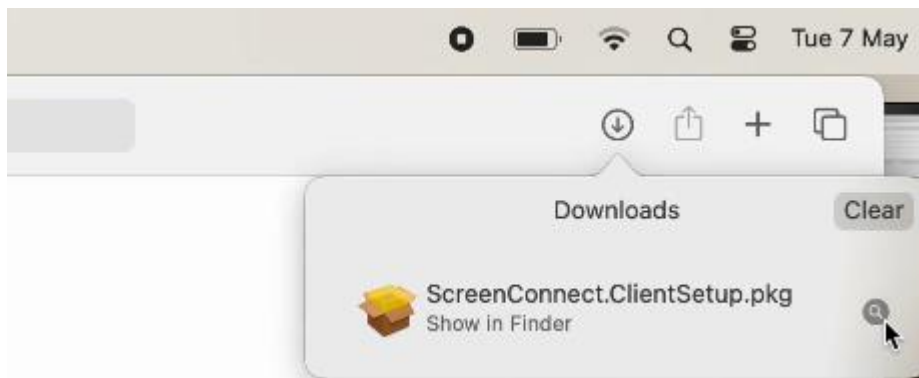 Tue 7 May
Downloads
Clear
ScreenConnect.ClientSetup.pkg
Show in Finder